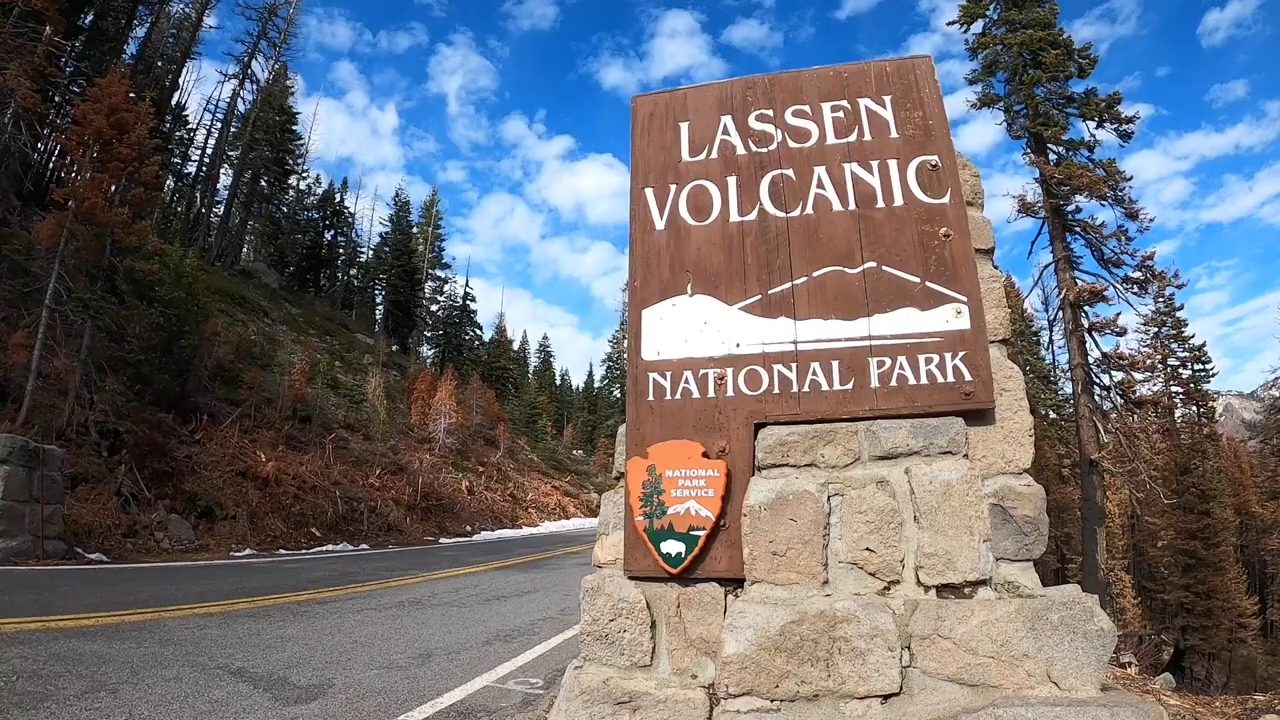 LASSEN
VOLCANIC
NATIONAL PARK
NATIONAL
PARK
SERVICE